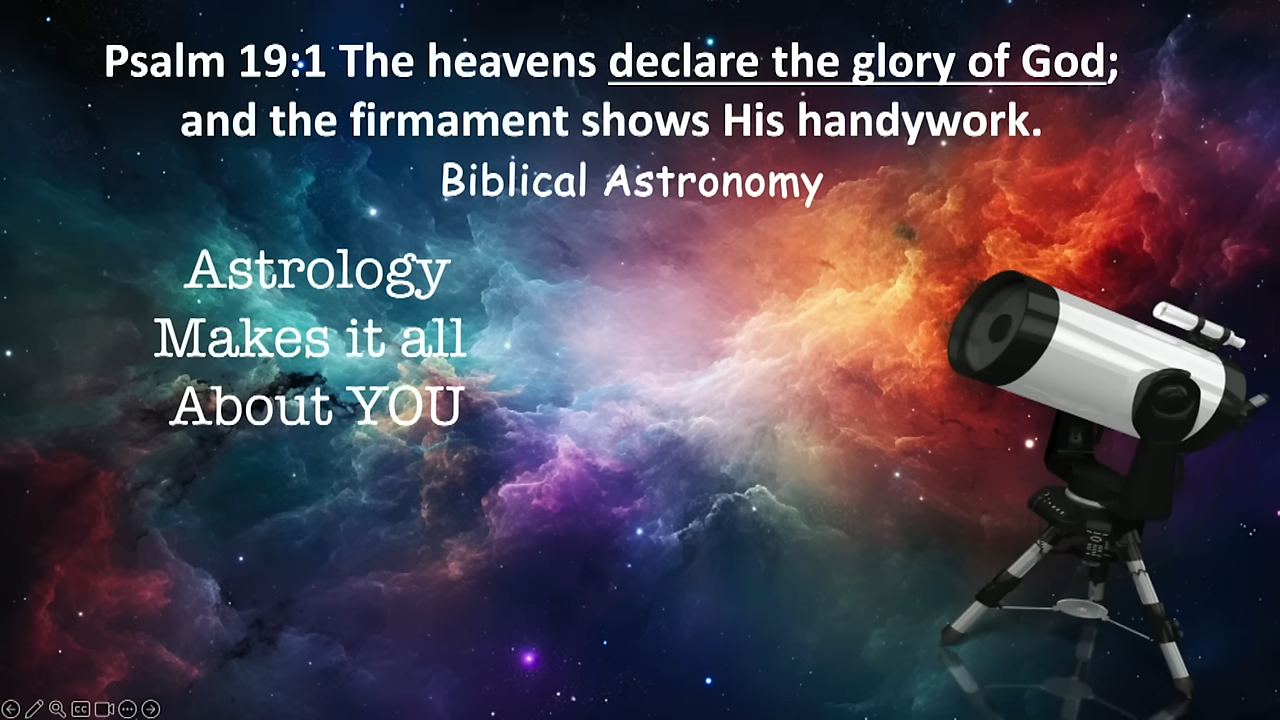 Psalm 19:1 The heavens declare the glory of God;
and the firmament shows His handywork.
Biblical Astronomy
Astrology
Makes it all
About YOU
CC